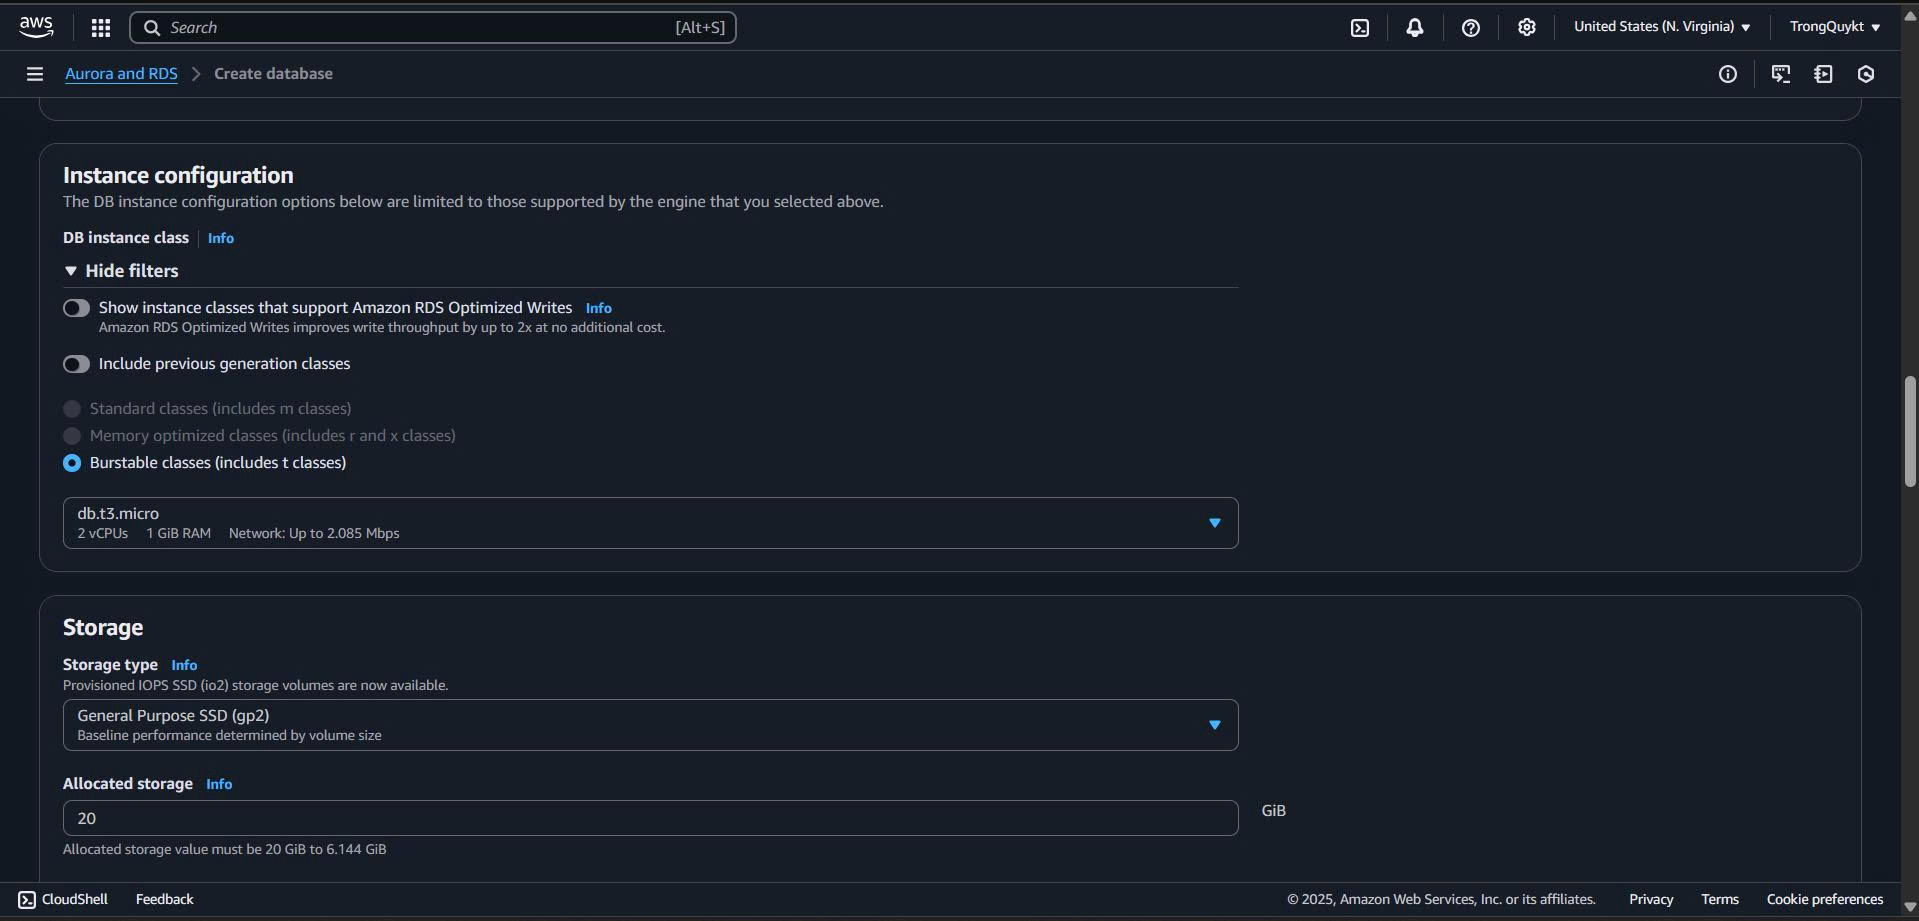 aws
Search [Alt+S]
United States (N. Virginia)
TrongQuykt
Aurora and RDS
Create database
Instance configuration
The DB instance configuration options below are limited to those supported by the engine that you selected above.
DB instance class Info
Hide filters
Show instance classes that support Amazon RDS Optimized Writes Info
Amazon RDS Optimized Writes improves write throughput by up to 2x at no additional cost.
Include previous generation classes
Standard classes (includes m classes)
Memory optimized classes (includes r and x classes)
Burstable classes (includes t classes)
db.t3.micro
2 vCPUs 1 GiB RAM Network: Up to 2.085 Mbps
Storage
Storage type Info
Provisioned IOPS SSD (io2) storage volumes are now available.
General Purpose SSD (gp2)
Baseline performance determined by volume size
Allocated storage Info
20
GiB
Allocated storage value must be 20 GiB to 6.144 GiB
CloudShell
Feedback
© 2025, Amazon Web Services, Inc. or its affiliates.
Privacy
Terms
Cookie preferences